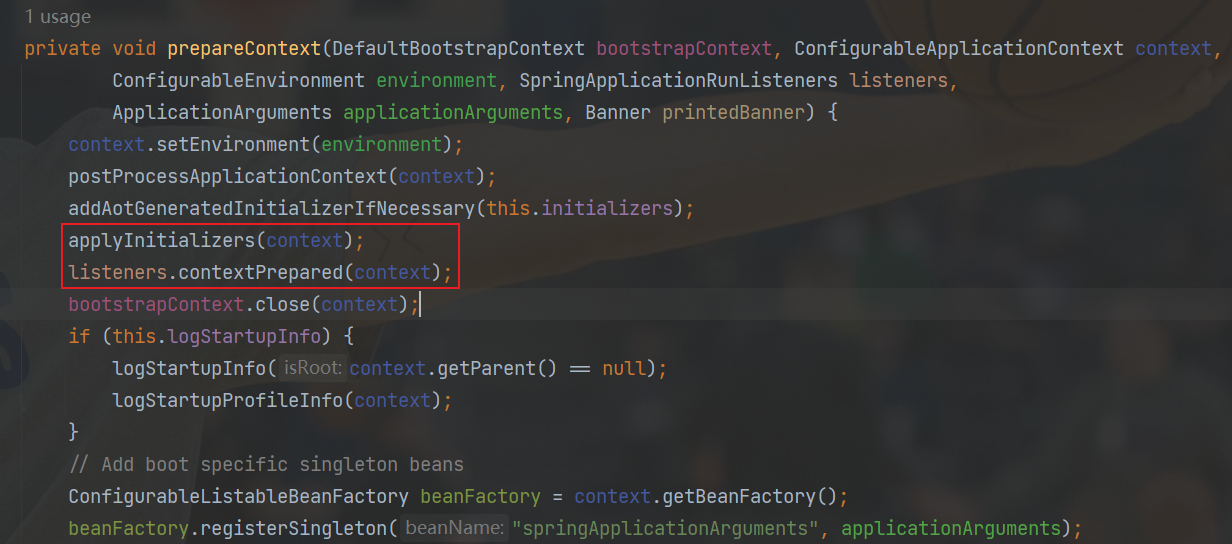 1 usage
private void prepareContext(DefaultBootstrapContext bootstrapContext, ConfigurableApplicationContext context,
ConfigurableEnvironment environment, SpringApplicationRunListeners listeners,
ApplicationArguments applicationArguments, Banner printedBanner) {
context.setEnvironment(environment);
postProcessApplicationContext(context);
addAotGeneratedInitializerIfNecessary(this.initializers);
applyInitializers(context);
listeners.contextPrepared(context);
bootstrapContext.close(context);
if (this.logStartupInfo) {
logStartupInfo( isRoot: context.getParent() == null);
logStartupProfileInfo(context);
}
// Add boot specific singleton beans
ConfigurableListableBeanFactory beanFactory = context.getBeanFactory();
beanFactory.registerSingleton( beanName: "springApplicationArguments", applicationArguments);